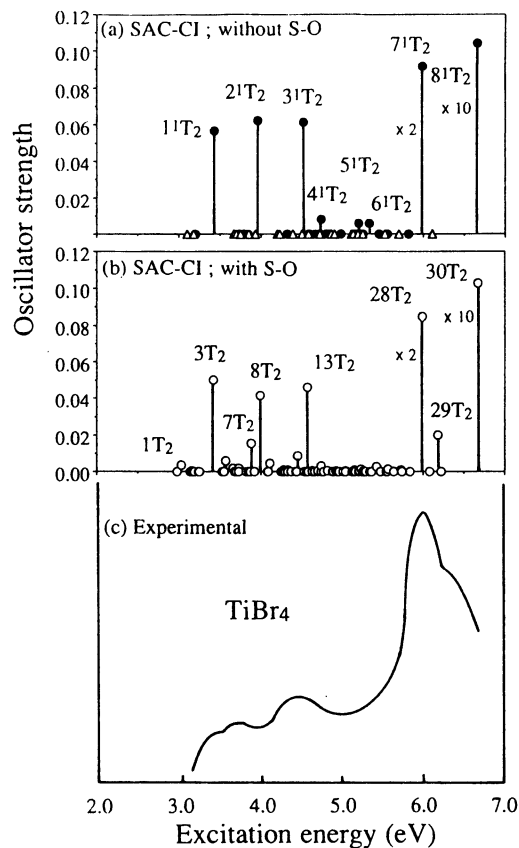 0.12
(a) SAC-CI ; without S-O
7¹T₂
0.10
8¹T₂
0.08
2¹T₂
3¹T₂
x 10
1¹T₂
0.06
x 2
0.04
5¹T₂
0.02
4¹T₂
6¹T₂
Oscillator strength
0.12
(b) SAC-CI ; with S-O
30T₂
0.10
28T₂
0.08
x 10
3T₂
13T₂
x 2
0.06
8T₂
0.04
29T₂
7T₂
0.02
1T₂
0.00
(c) Experimental
TiBr₄
2.0 3.0 4.0 5.0 6.0 7.0
Excitation energy (eV)